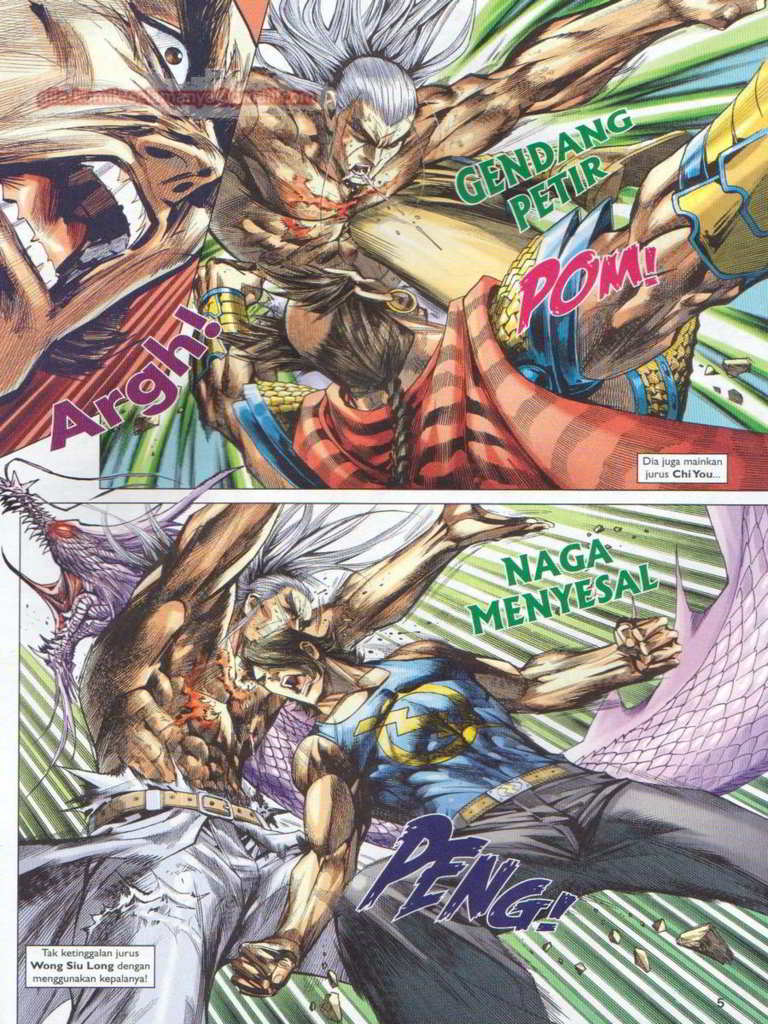 GENDANG
PETIR
POM!
Argh!
Dia juga mainkan
jurus Chi You...
NAGA
MENYESAL
PENG!
Tak ketinggalan jurus
Wong Siu Long dengan
menggunakan kepalanya!
5